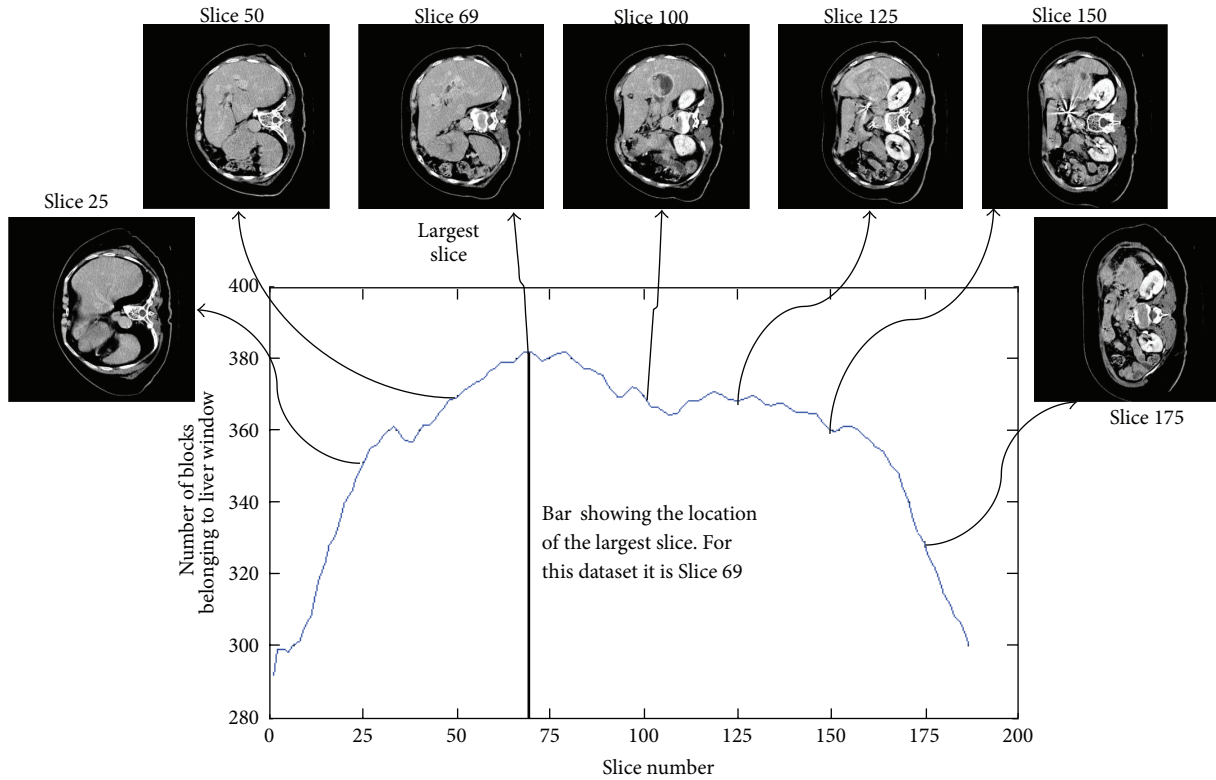 Slice 50
Slice 69
Slice 100
Slice 125
Slice 150
Slice 25
Largest
slice
Slice 175
400
380
360
340
320
300
280
Number of blocks
belonging to liver window
Bar showing the location
of the largest slice. For
this dataset it is Slice 69
0
25
50
75
100
125
150
175
200
Slice number